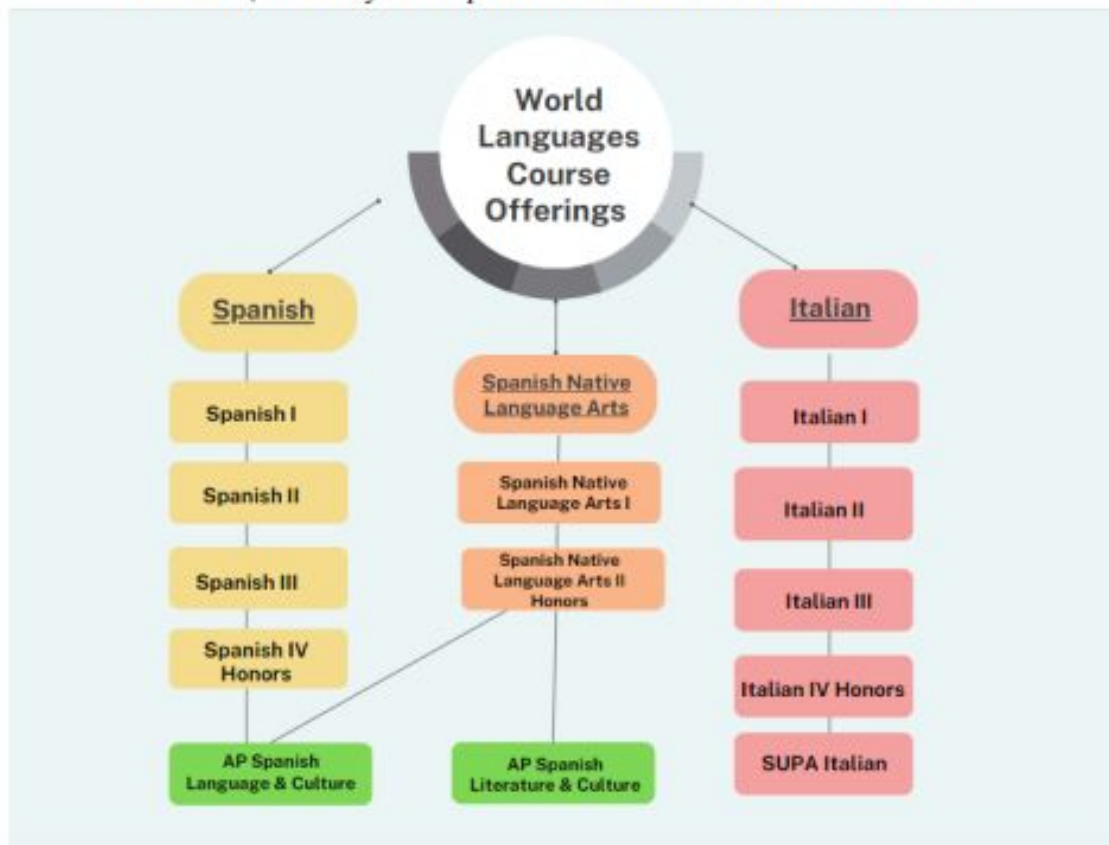 World
Languages
Course
Offerings
Spanish
Spanish I
Spanish II
Spanish III
Spanish IV
Honors
AP Spanish
Language & Culture
Spanish Native
Language Arts
Spanish Native
Language Arts I
Spanish Native
Language Arts II
Honors
AP Spanish
Literature & Culture
Italian
Italian I
Italian II
Italian III
Italian IV Honors
SUPA Italian